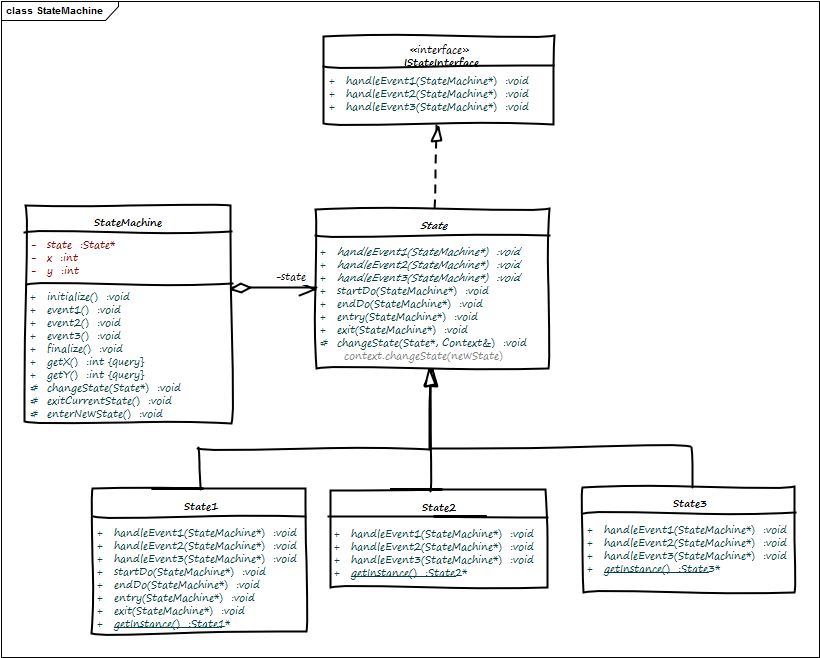 class StateMachine
«interface»
IStateInterface
+ handleEvent1(StateMachine*) :void
+ handleEvent2(StateMachine*) :void
+ handleEvent3(StateMachine*) :void
StateMachine
- state :State*
- x :int
- y :int
+ initialize() :void
+ event1() :void
+ event2() :void
+ event3() :void
+ finalize() :void
+ getX() :int {query}
+ getY() :int {query}
# changeState(State*) :void
# exitCurrentState() :void
# enterNewState() :void
-state
State
+ handleEvent1(StateMachine*) :void
+ handleEvent2(StateMachine*) :void
+ handleEvent3(StateMachine*) :void
+ startDo(StateMachine*) :void
+ endDo(StateMachine*) :void
+ entry(StateMachine*) :void
+ exit(StateMachine*) :void
# changeState(State*, Context&) :void
context.changeState(newState)
State1
+ handleEvent1(StateMachine*) :void
+ handleEvent2(StateMachine*) :void
+ handleEvent3(StateMachine*) :void
+ startDo(StateMachine*) :void
+ endDo(StateMachine*) :void
+ entry(StateMachine*) :void
+ exit(StateMachine*) :void
+ getInstance() :State1*
State2
+ handleEvent1(StateMachine*) :void
+ handleEvent2(StateMachine*) :void
+ handleEvent3(StateMachine*) :void
+ getInstance() :State2*
State3
+ handleEvent1(StateMachine*) :void
+ handleEvent2(StateMachine*) :void
+ handleEvent3(StateMachine*) :void
+ getInstance() :State3*